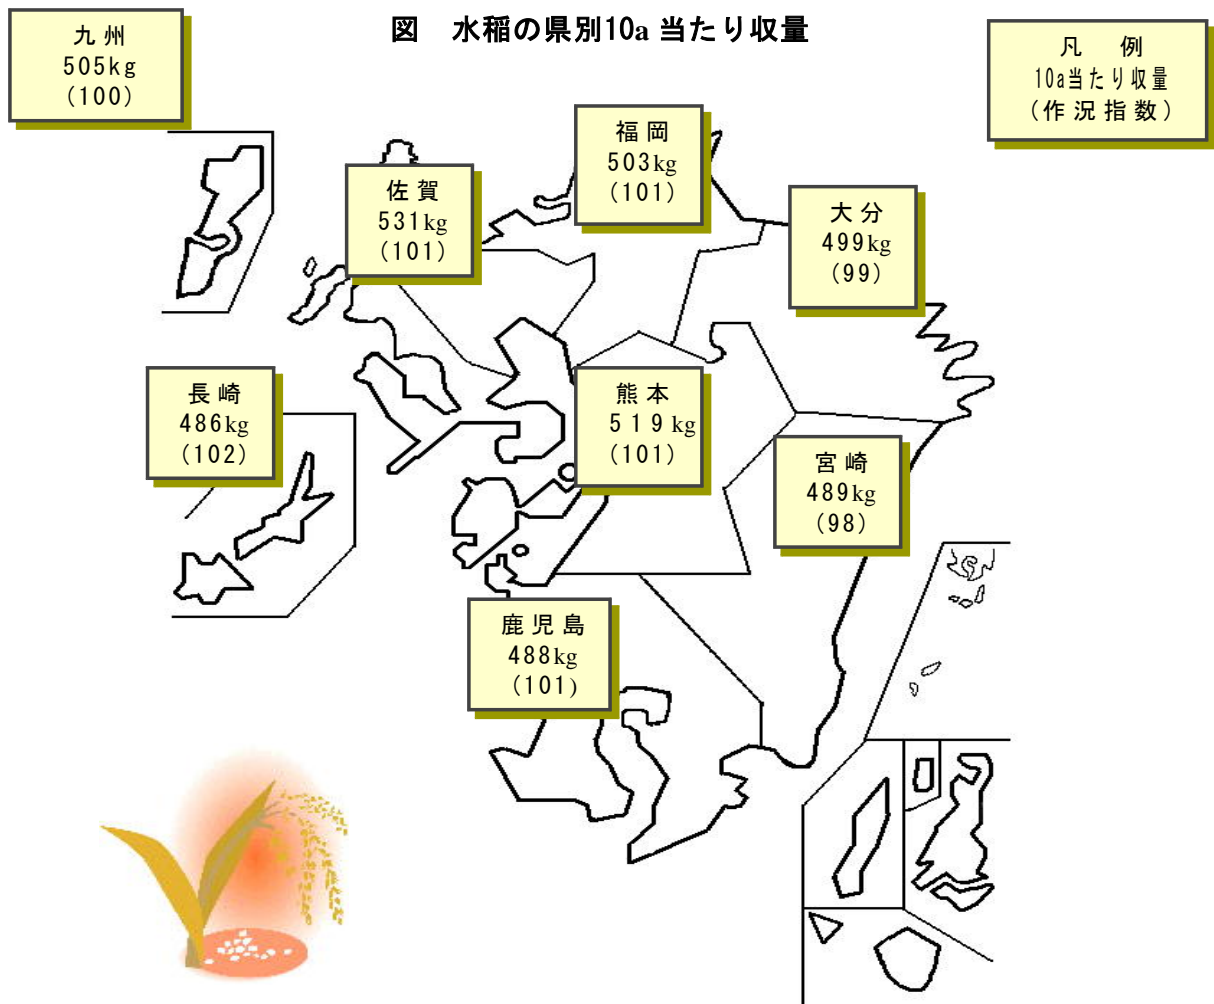 図 水稲の県別10a 当たり収量
九州
505kg
(100)
凡 例
10a当たり収量
(作況指数)
福岡
503kg
(101)
佐賀
531kg
(101)
大分
499kg
(99)
長崎
486kg
(102)
熊本
519kg
(101)
宮崎
489kg
(98)
鹿児島
488kg
(101)